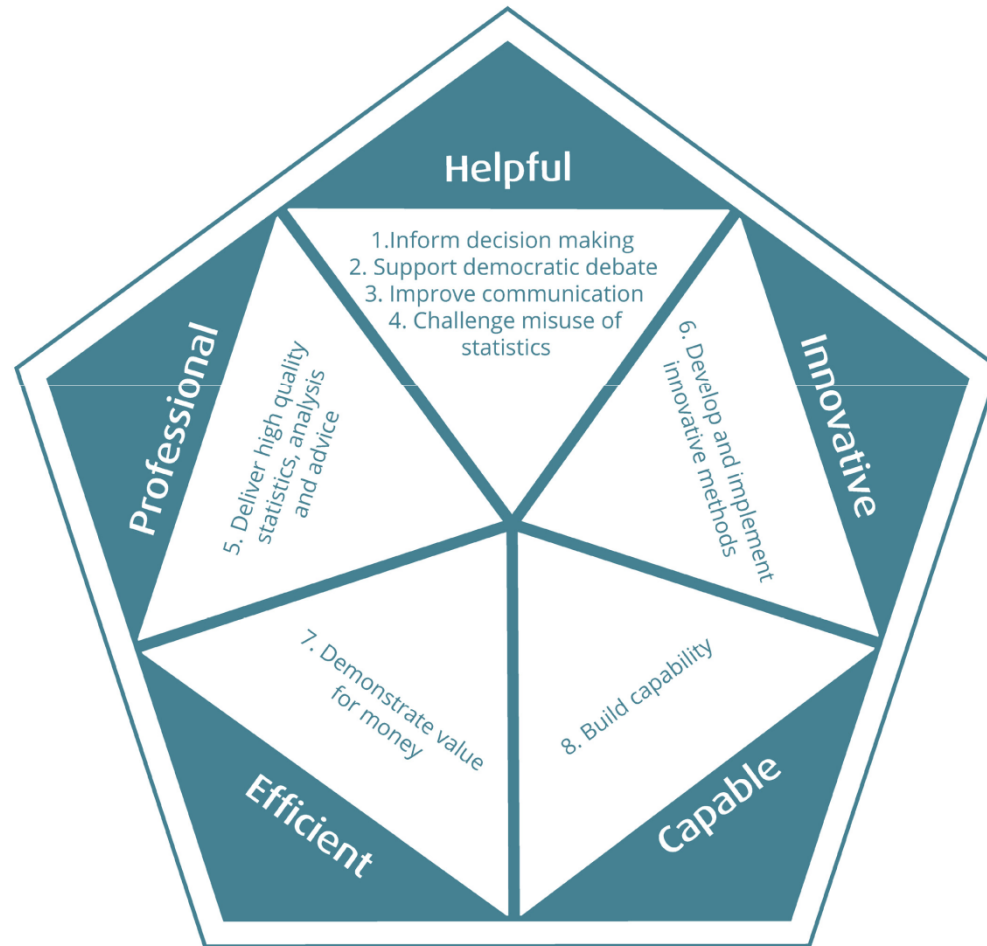 Helpful
1.Inform decision making
2. Support democratic debate
3. Improve communication
4. Challenge misuse of
statistics
Professional
5. Deliver high quality
statistics, analysis
and advice
Innovative
6. Develop and implement
innovative methods
Efficient
7. Demonstrate value
for money
Capable
8. Build capability